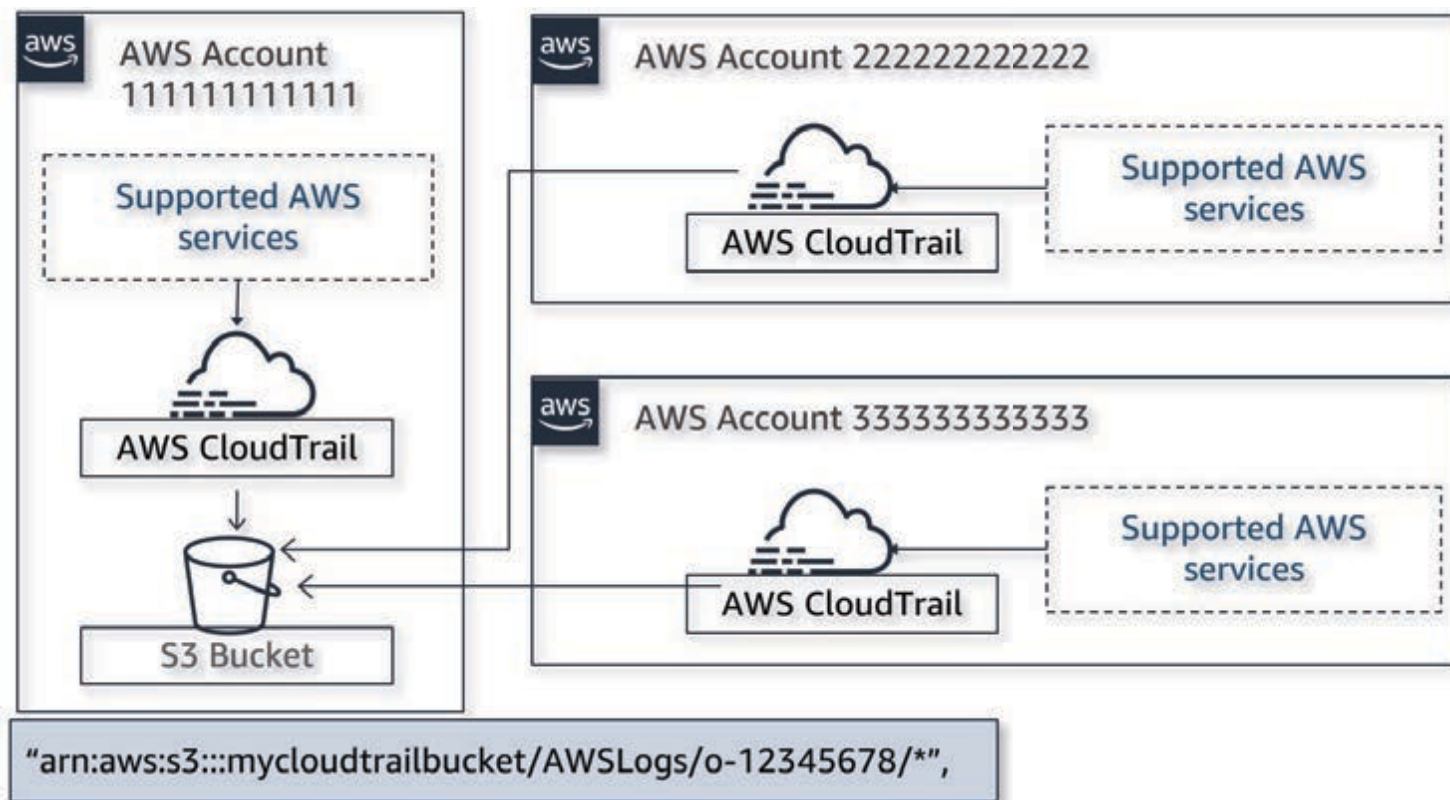 aws
AWS Account
111111111111
Supported AWS
services
AWS CloudTrail
S3 Bucket
aws
AWS Account 222222222222
AWS CloudTrail
Supported AWS
services
aws
AWS Account 333333333333
AWS CloudTrail
Supported AWS
services
“arn:aws:s3:::mycloudtrailbucket/AWSLogs/o-12345678/*”,